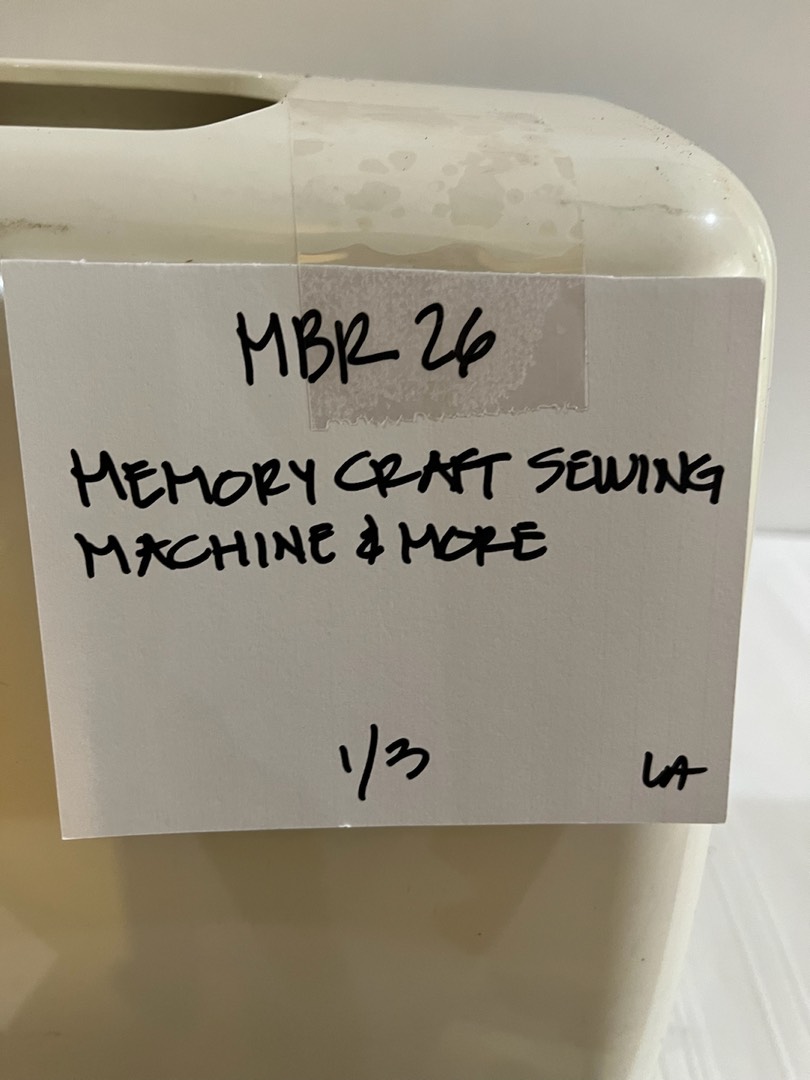 MBR 26
MEMORY CRAFT SEWING
MACHINE & MORE
1/3
LA